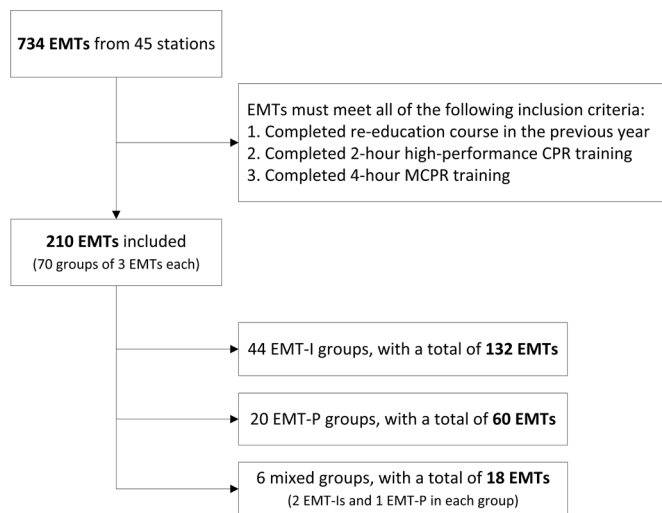 734 EMTs from 45 stations
EMTs must meet all of the following inclusion criteria:
1. Completed re-education course in the previous year
2. Completed 2-hour high-performance CPR training
3. Completed 4-hour MCPR training
210 EMTs included
(70 groups of 3 EMTs each)
44 EMT-I groups, with a total of 132 EMTs
20 EMT-P groups, with a total of 60 EMTs
6 mixed groups, with a total of 18 EMTs
(2 EMT-Is and 1 EMT-P in each group)